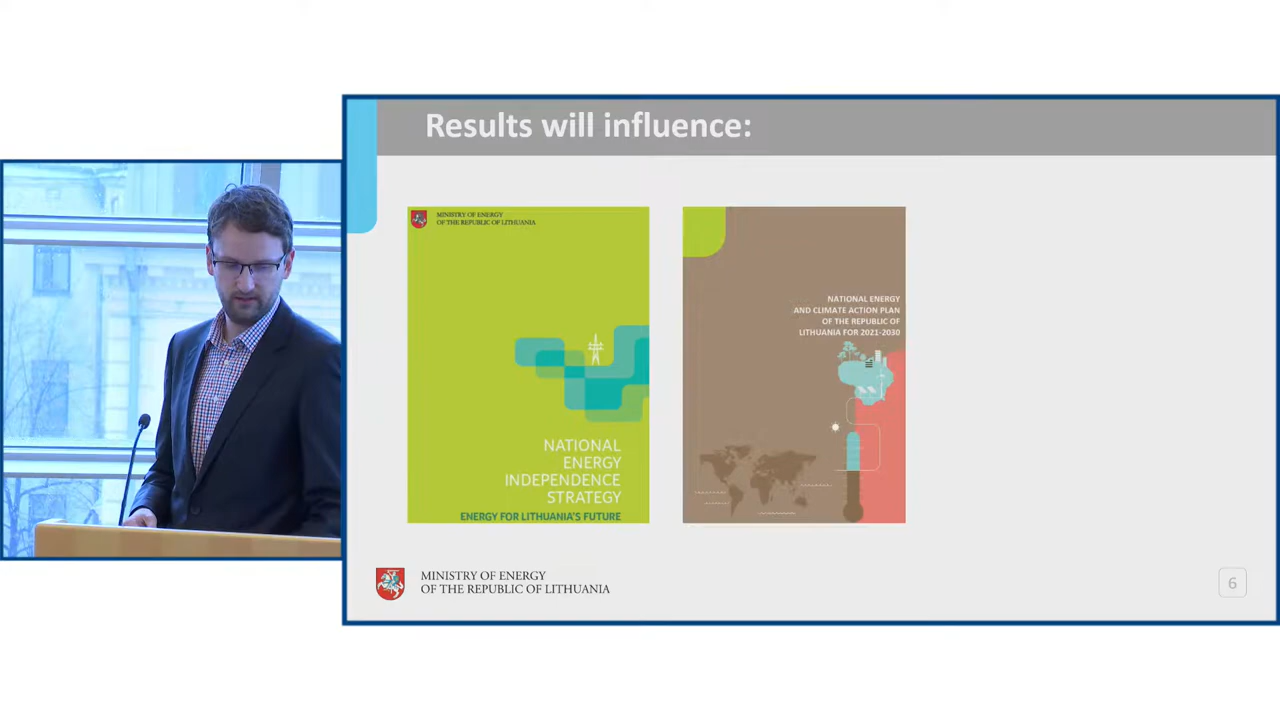 Results will influence:
MINISTRY OF ENERGY
OF THE REPUBLIC OF LITHUANIA
NATIONAL
ENERGY
INDEPENDENCE
STRATEGY
ENERGY FOR LITHUANIA'S FUTURE
NATIONAL ENERGY
AND CLIMATE ACTION PLAN
OF THE REPUBLIC OF
LITHUANIA FOR 2021-2030
MINISTRY OF ENERGY
OF THE REPUBLIC OF LITHUANIA
6